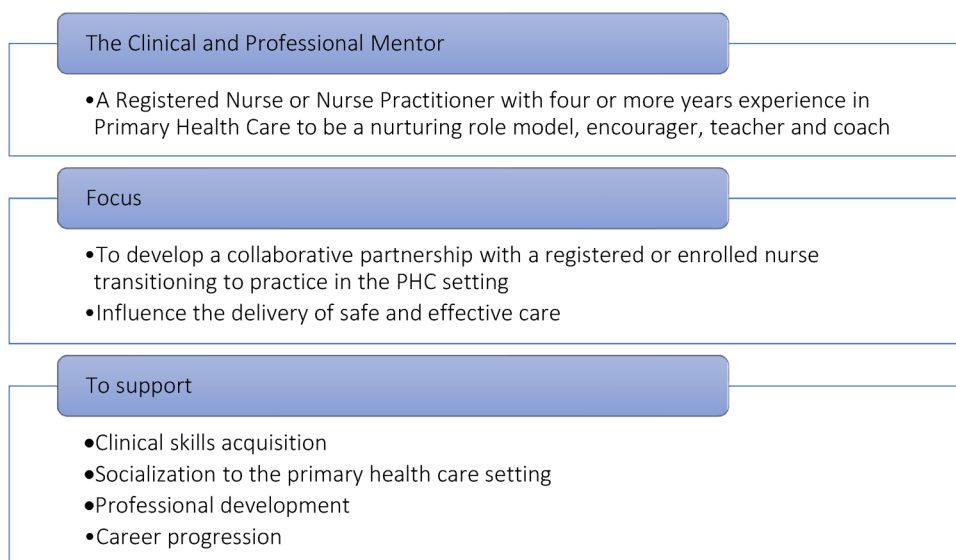 The Clinical and Professional Mentor
•A Registered Nurse or Nurse Practitioner with four or more years experience in
Primary Health Care to be a nurturing role model, encourager, teacher and coach
Focus
•To develop a collaborative partnership with a registered or enrolled nurse
transitioning to practice in the PHC setting
•Influence the delivery of safe and effective care
To support
•Clinical skills acquisition
•Socialization to the primary health care setting
•Professional development
•Career progression